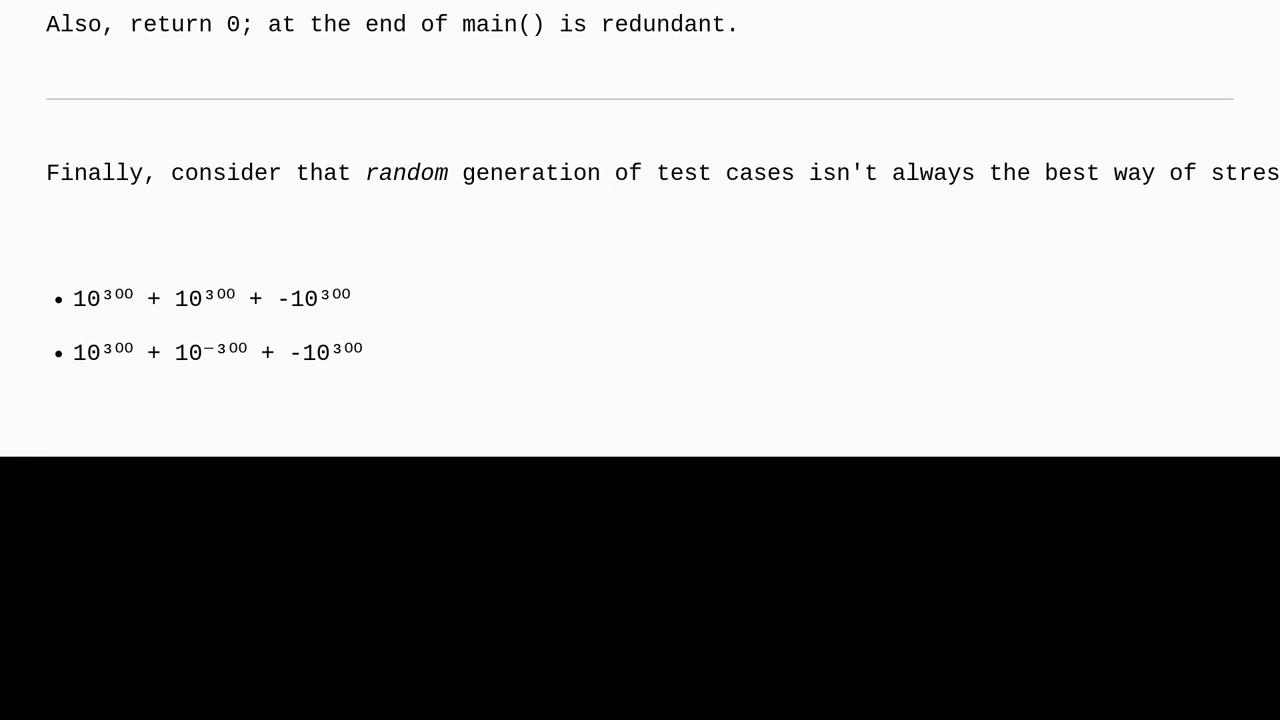 Also, return 0; at the end of main() is redundant.
Finally, consider that random generation of test cases isn't always the best way of stres
• 10³⁰⁰ + 10³⁰⁰ + -10³⁰⁰
• 10³⁰⁰ + 10⁻³⁰⁰ + -10³⁰⁰